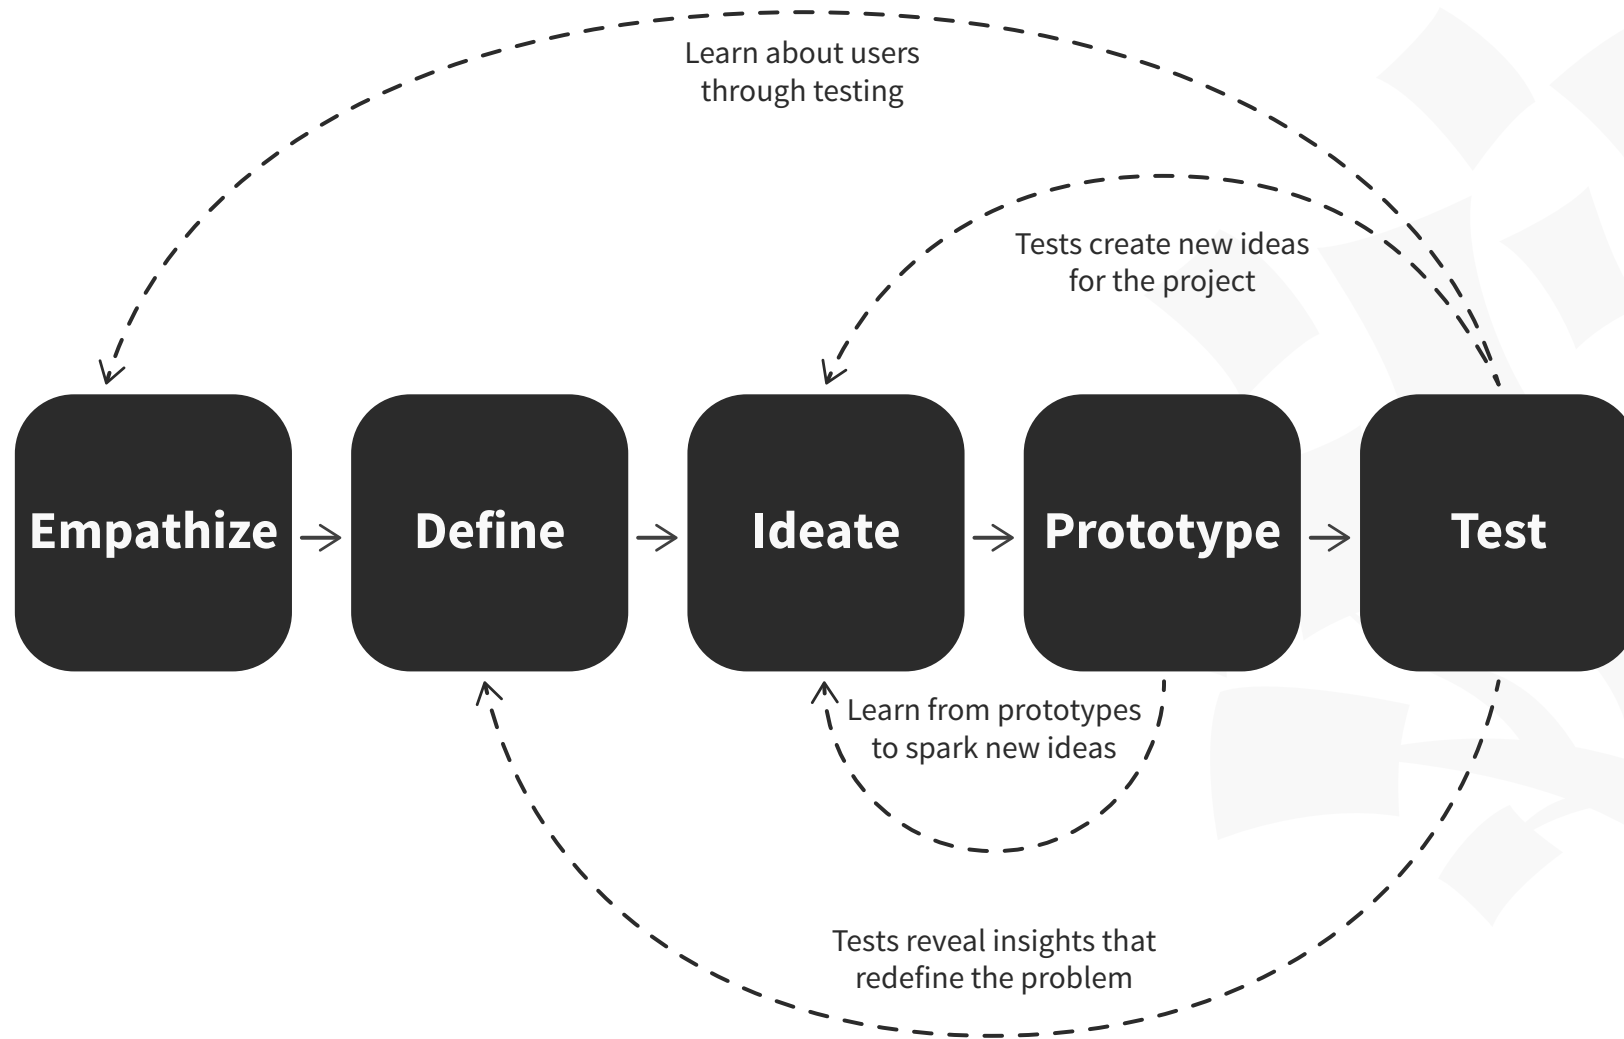 Learn about users
through testing
Tests create new ideas
for the project
Empathize
Define
Ideate
Prototype
Test
Learn from prototypes
to spark new ideas
Tests reveal insights that
redefine the problem